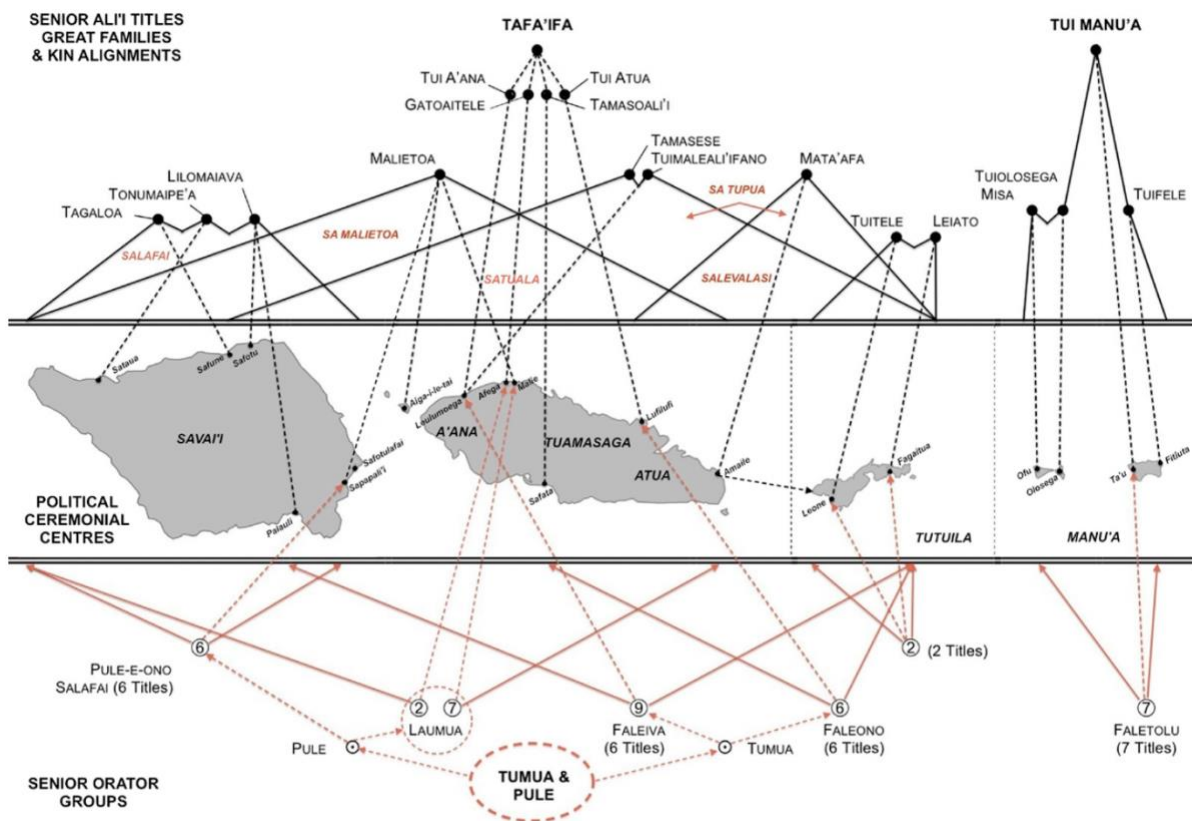 SENIOR ALI'I TITLES
GREAT FAMILIES
& KIN ALIGNMENTS
TAFA'IFA
TUI MANU'A
TUI A'ANA
TUI ATUA
GATOAITELE
TAMASOALI'I
MALIETOA
TAMASESE
TUIMALEALI'IFANO
MATA'AFA
LILOMAIAVA
TONUMAIPE'A
TAGALOA
TUIOLOSEGA
MISA
TUIFELE
TUITELE
LEIATO
SA TUPUA
SA MALIETOA
SALAFAI
SATUALA
SALEVALASI
Sataua
Safune
Safotu
Aiga-i-le-tai
Leulumoega
Afega
Malie
Lufilufi
SAVAI'I
A'ANA
TUAMASAGA
ATUA
Safotulafai
Sapapali'i
Palauli
Safata
Amaile
Fagaitua
Leone
Ofu
Olosega
Ta'u
Fitiuta
POLITICAL
CEREMONIAL
CENTRES
TUTUILA
MANU'A
6
PULE-E-ONO
SALAFAI (6 Titles)
2
(2 Titles)
2
7
LAUMUA
9
FALEIVA
(6 Titles)
6
FALEONO
(6 Titles)
7
FALETOLU
(7 Titles)
PULE
TUMUA
TUMUA &
PULE
SENIOR ORATOR
GROUPS